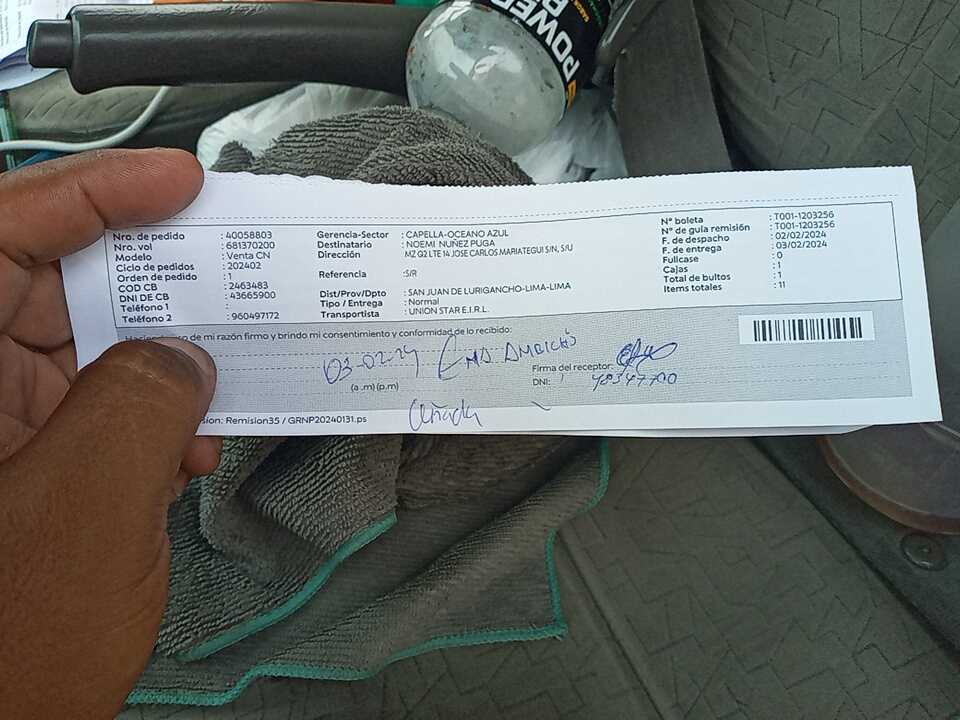 POWER
Nro. de pedido : 40058803
Nro. vol : 681370200
Modelo : Venta CN
Ciclo de pedidos : 202402
Orden de pedido : 1
COD CB : 2463483
DNI DE CB : 43665900
Teléfono 1 :
Teléfono 2 : 960497172
Gerencia-Sector : CAPELLA-OCEANO AZUL
Destinatario : NOEMI NUÑEZ PUGA
Dirección : MZ G2 LTE 14 JOSE CARLOS MARIATEGUI S/N, S/U
Referencia : S/R
Dist/Prov/Dpto : SAN JUAN DE LURIGANCHO-LIMA-LIMA
Tipo / Entrega : Normal
Transportista : UNION STAR E.I.R.L.
N° boleta : T001-1203256
N° de guía remisión : T001-1203256
F. de despacho : 02/02/2024
F. de entrega : 03/02/2024
Fullcase : 0
Cajas : 1
Total de bultos : 1
Items totales : 11
de mi razón firmo y brindo mi consentimiento y conformidad de lo recibido:
03-02-24
(a .m) (p.m)
Firma del receptor:
DNI: 48347700
Cuñada
sion: Remision35 / GRNP20240131.ps